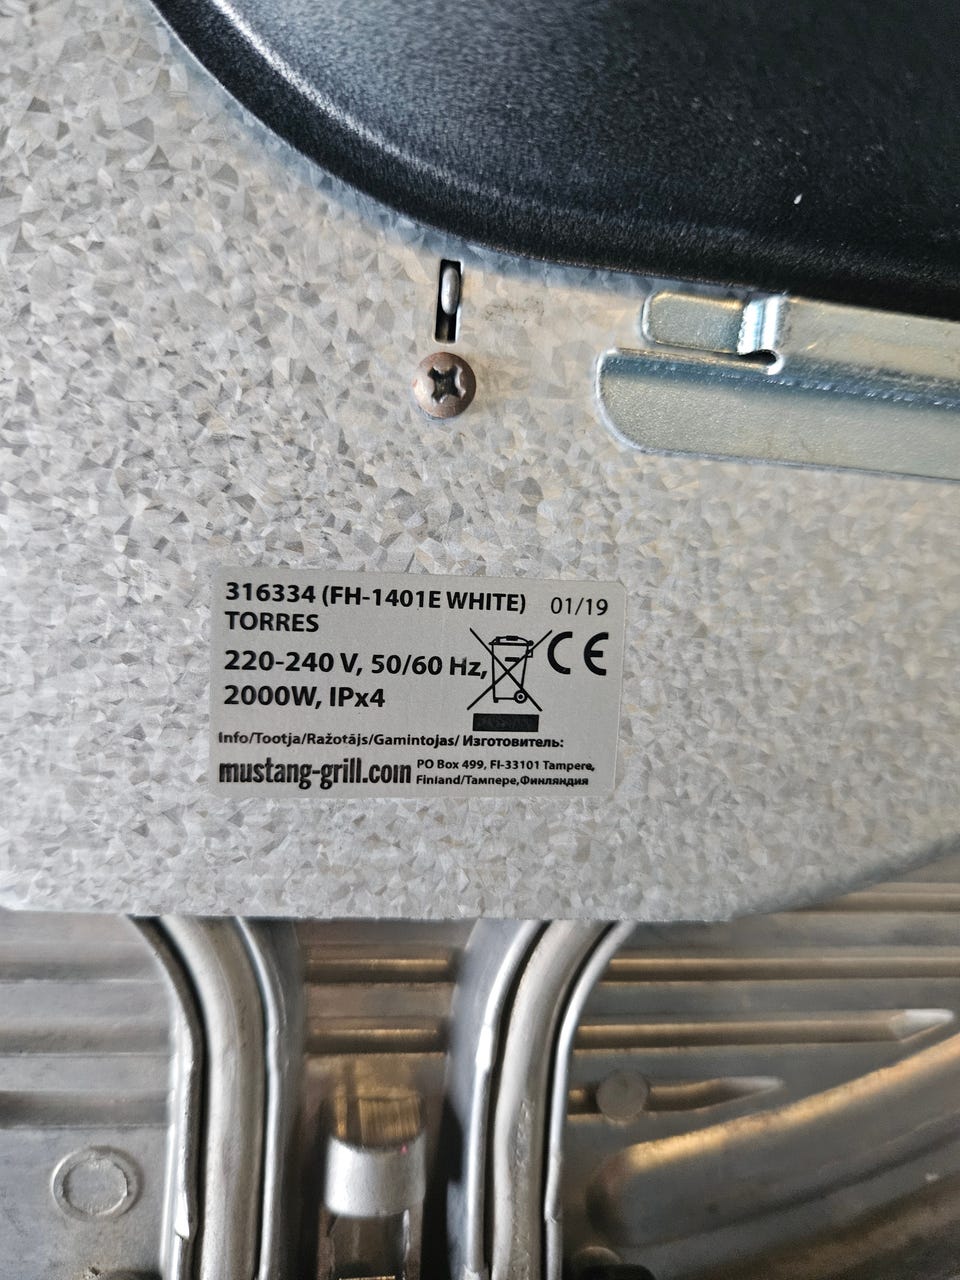 316334 (FH-1401E WHITE) 01/19
TORRES
220-240 V, 50/60 Hz,
2000W, IPx4
CE
Info/Tootja/Ražotājs/Gamintojas/ Изготовитель:
mustang-grill.com
PO Box 499, FI-33101 Tampere,
Finland/Тампере,Финляндия